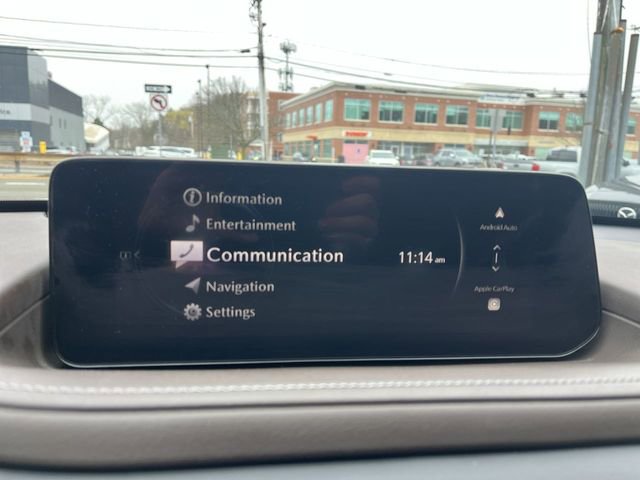 Information
Entertainment
Communication
11:14 am
Navigation
Settings
Android Auto
Apple CarPlay